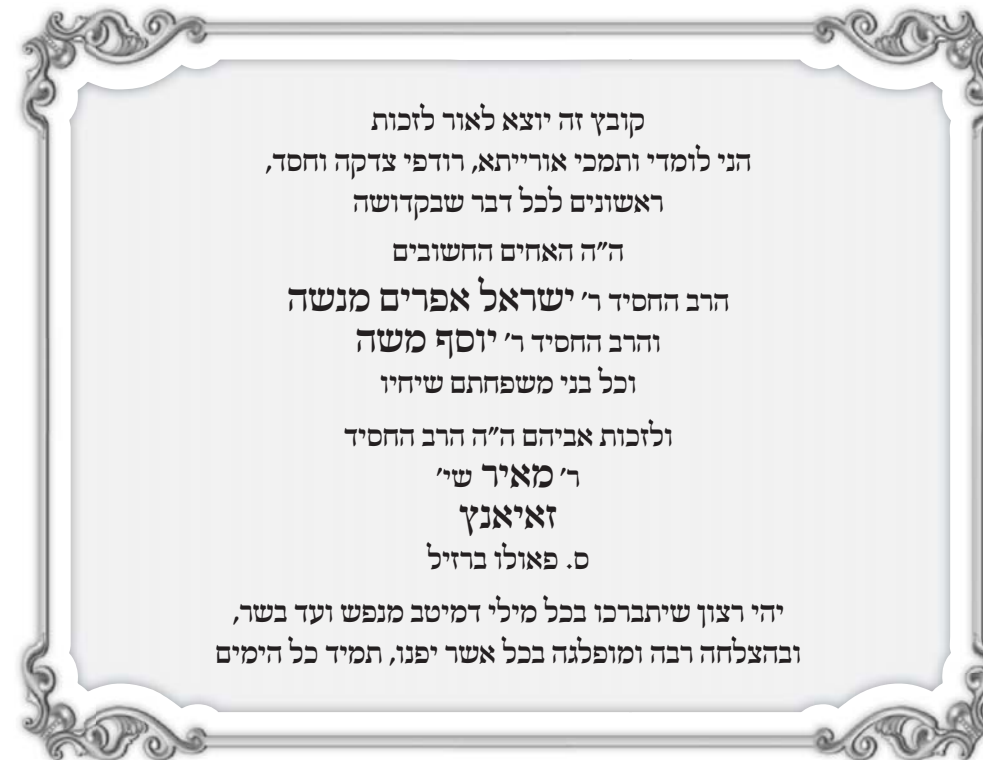 קובץ זה יוצא לאור לזכות
הני לומדי ותמכי אורייתא, רודפי צדקה וחסד,
ראשונים לכל דבר שבקדושה
ה״ה האחים החשובים
הרב החסיד ר׳ ישראל אפרים מנשה
והרב החסיד ר׳ יוסף משה
וכל בני משפחתם שיחיו
ולזכות אביהם ה״ה הרב החסיד
ר׳ מאיר שי׳
זאיאנץ
ס. פאולו ברזיל
יהי רצון שיתברכו בכל מילי דמיטב מנפש ועד בשר,
ובהצלחה רבה ומופלגה בכל אשר יפנו, תמיד כל הימים